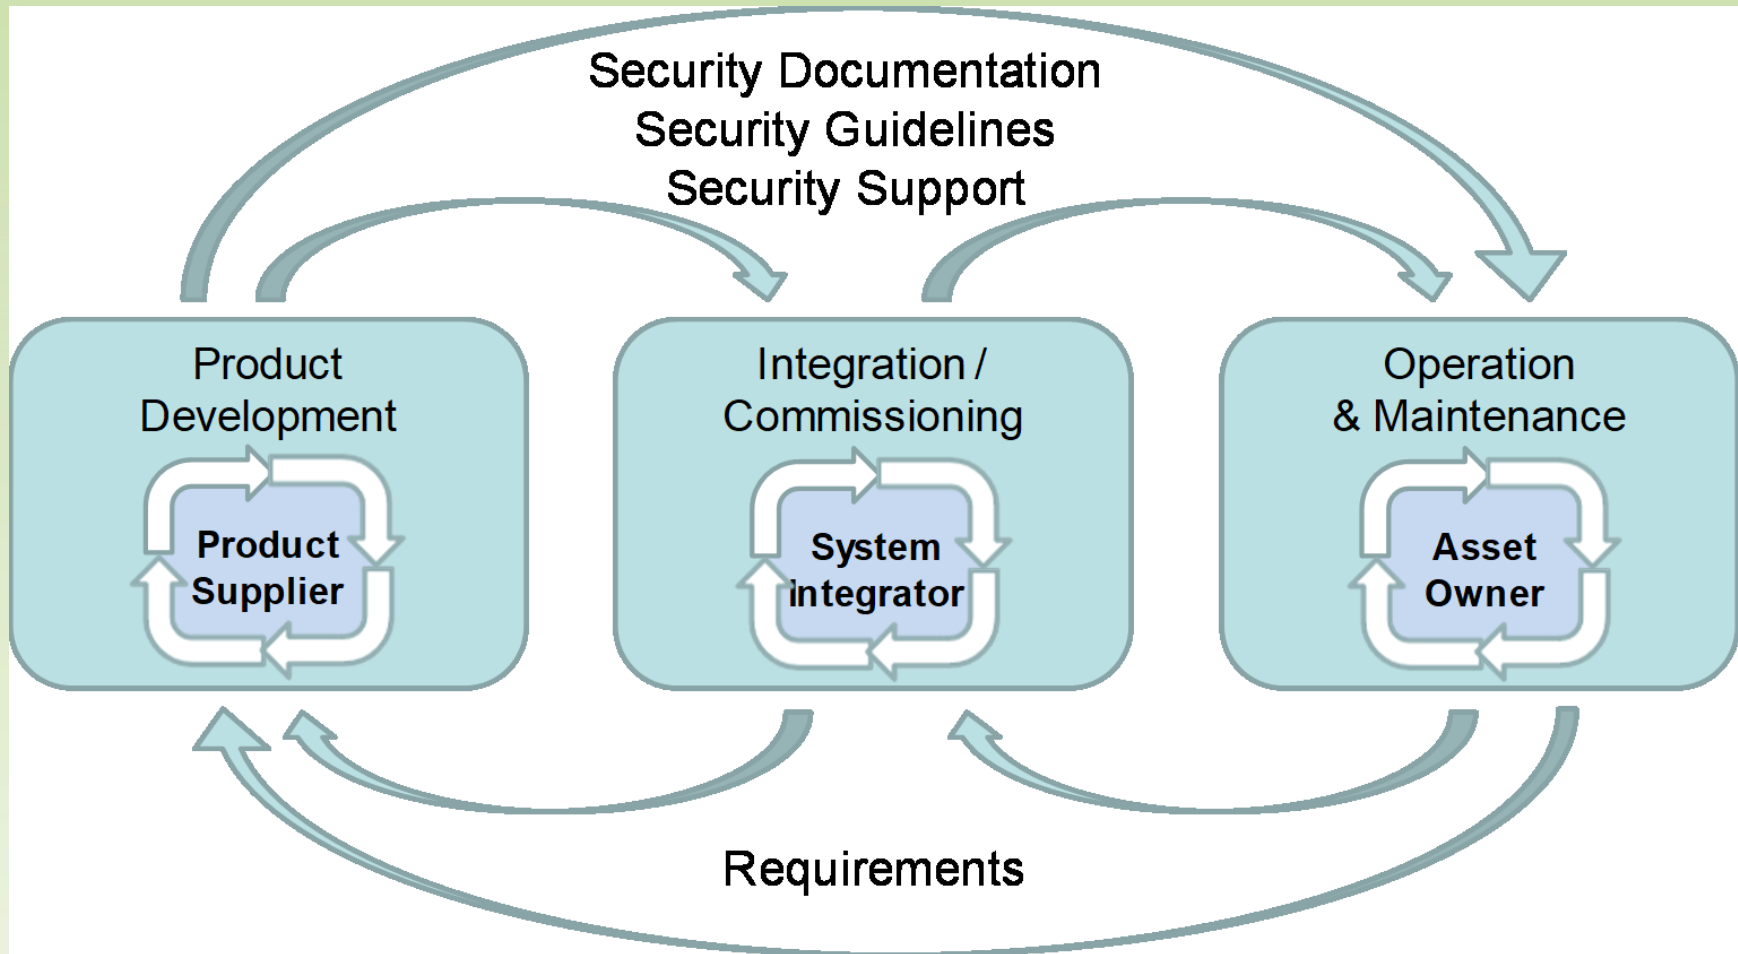 Security Documentation
Security Guidelines
Security Support
Product
Development
Product
Supplier
Integration /
Commissioning
System
Integrator
Operation
& Maintenance
Asset
Owner
Requirements